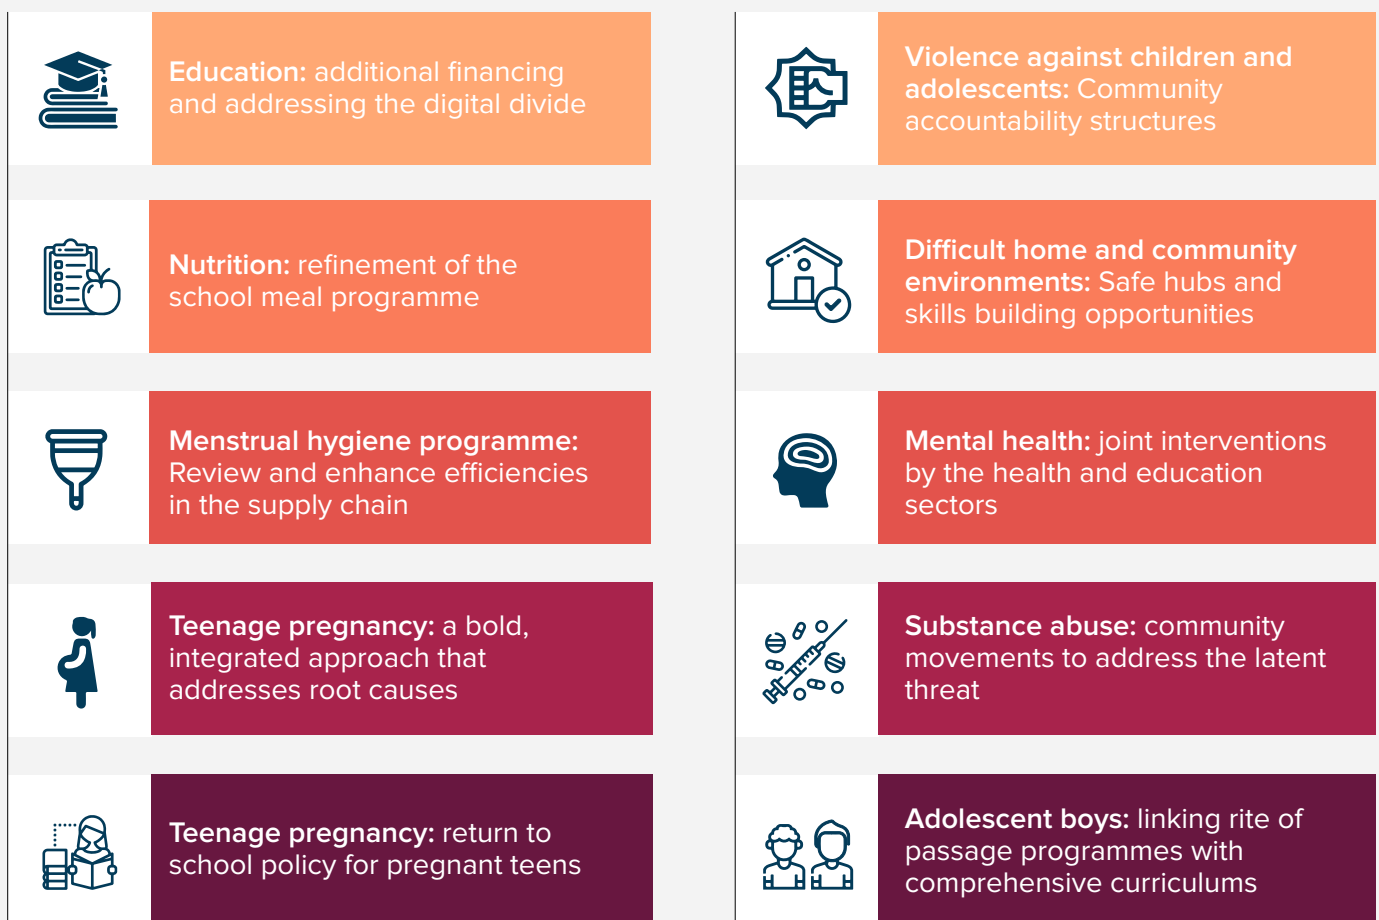 Education: additional financing
and addressing the digital divide
Nutrition: refinement of the
school meal programme
Menstrual hygiene programme:
Review and enhance efficiencies
in the supply chain
Teenage pregnancy: a bold,
integrated approach that
addresses root causes
Teenage pregnancy: return to
school policy for pregnant teens
Violence against children and
adolescents: Community
accountability structures
Difficult home and community
environments: Safe hubs and
skills building opportunities
Mental health: joint interventions
by the health and education
sectors
Substance abuse: community
movements to address the latent
threat
Adolescent boys: linking rite of
passage programmes with
comprehensive curriculums